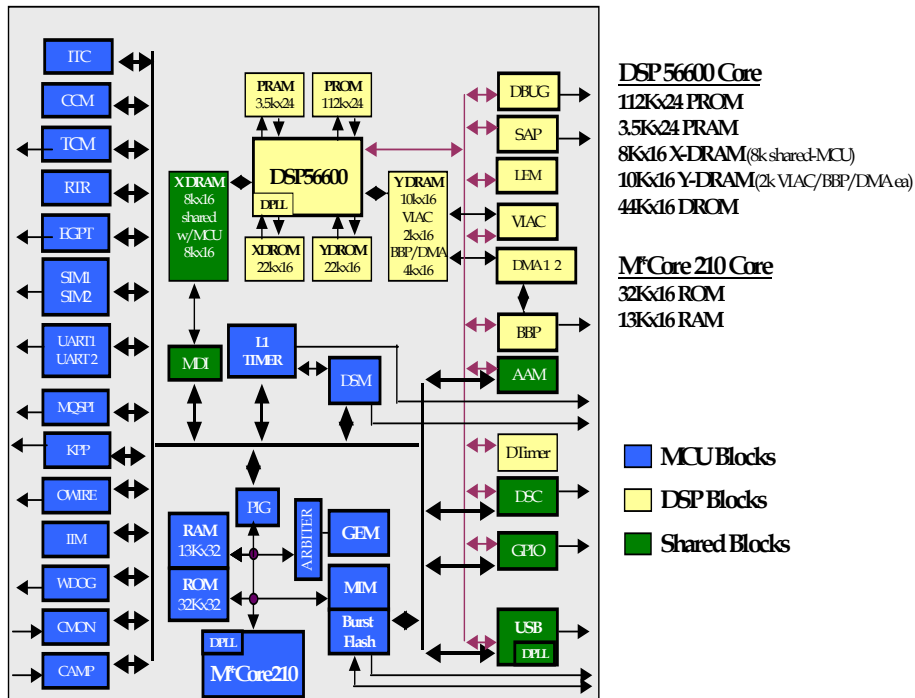 ITC
CCM
TCM
RTR
EGPT
SIM1
SIM2
UART1
UART 2
MQSPI
KPP
OWIRE
IIM
WDOG
CMON
CAMP
PRAM
3.5kx24
PROM
112kx24
DSP56600
DPLL
X DRAM
8kx16
shared
w/MCU
8kx16
Y DRAM
10kx16
VIAC
2kx16
BBP/DMA
4kx16
XDROM
22kx16
YDROM
22kx16
MDI
L1
TIMER
DSM
PIG
RAM
13Kx32
ROM
32Kx32
ARBITER
GEM
MIM
Burst
Flash
DPLL
M*Core210
DBUG
SAP
LEM
VIAC
DMA 1 2
BBP
AAM
DTimer
DSC
GPIO
USB
DPLL
DSP 56600 Core
112Kx24 PROM
3.5Kx24 PRAM
8Kx16 X-DRAM (8k shared-MCU)
10Kx16 Y-DRAM (2k VIAC/BBP/DMA ea)
44Kx16 DROM
M*Core 210 Core
32Kx16 ROM
13Kx16 RAM
MCU Blocks
DSP Blocks
Shared Blocks